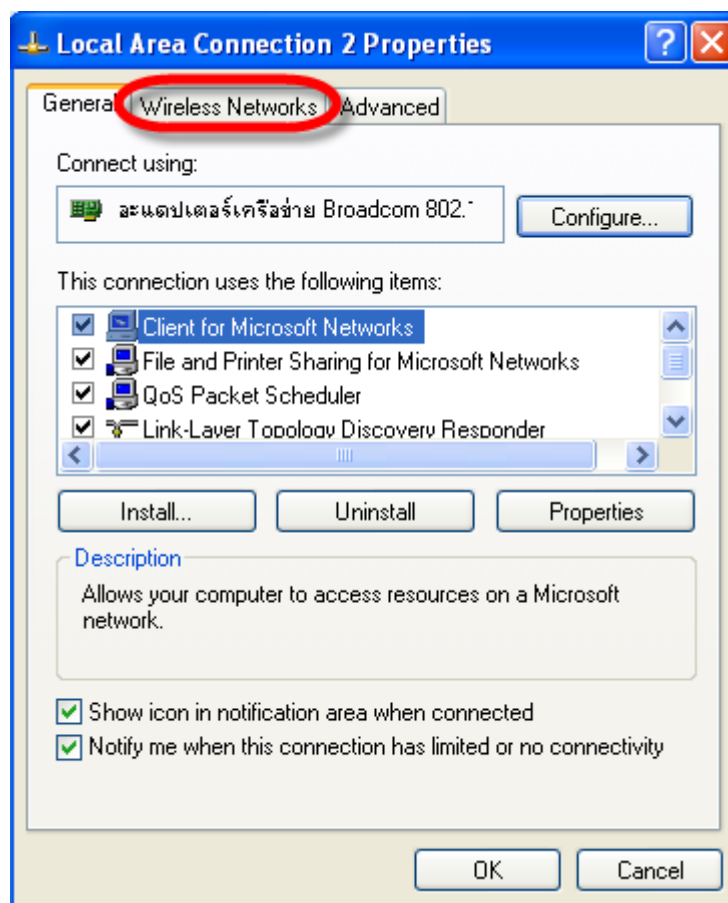 Local Area Connection 2 Properties
General Wireless Networks Advanced
Connect using:
อะแดปเตอร์เครือข่าย Broadcom 802.
Configure...
This connection uses the following items:
Client for Microsoft Networks
File and Printer Sharing for Microsoft Networks
QoS Packet Scheduler
Link-Layer Topology Discovery Responder
Install... Uninstall Properties
Description
Allows your computer to access resources on a Microsoft
network.
Show icon in notification area when connected
Notify me when this connection has limited or no connectivity
OK Cancel